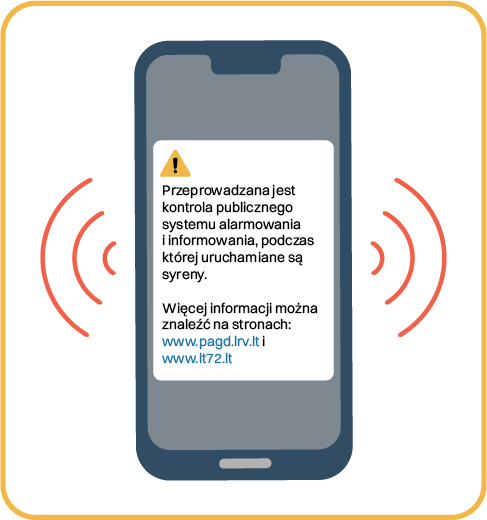 Przeprowadzana jest
kontrola publicznego
systemu alarmowania
i informowania, podczas
której uruchamiane są
syreny.
Więcej informacji można
znaleźć na stronach:
www.pagd.lrv.lt i
www.lt72.lt